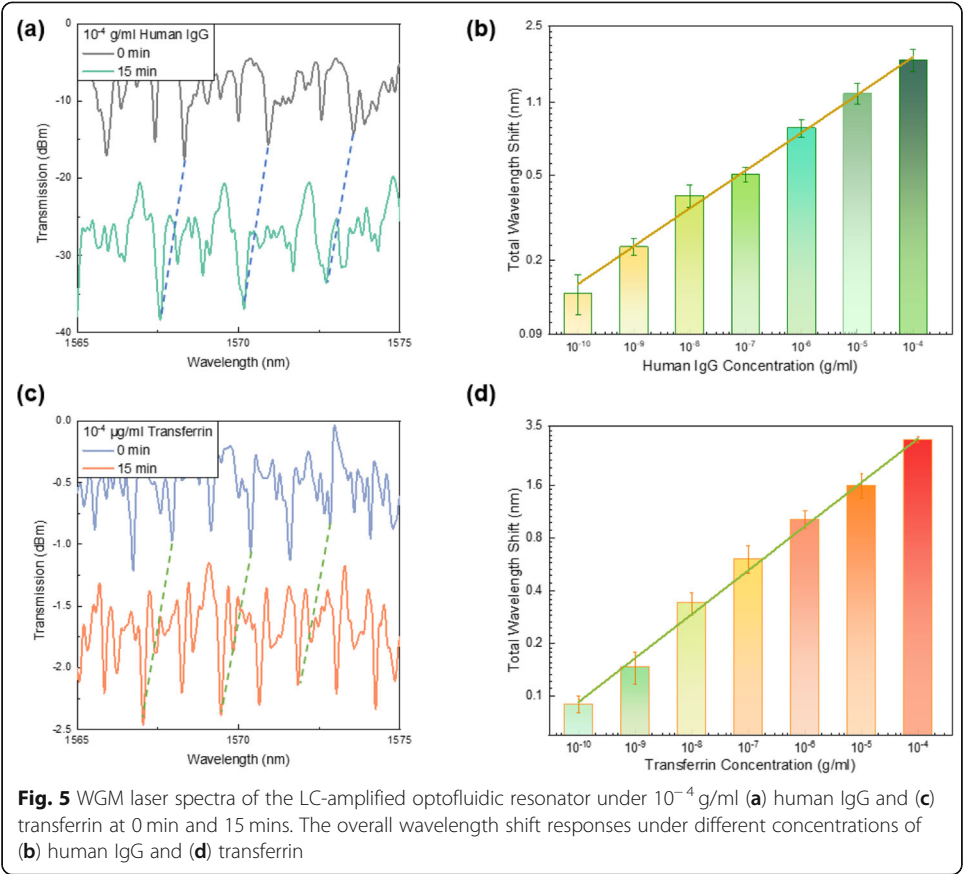 (a)
10⁻⁴ g/ml Human IgG
0 min
15 min
0
-10
-20
-30
-40
Transmission (dBm)
1565
1570
1575
Wavelength (nm)
(b)
2.5
1.1
0.5
0.2
0.09
Total Wavelength Shift (nm)
10⁻¹⁰
10⁻⁹
10⁻⁸
10⁻⁷
10⁻⁶
10⁻⁵
10⁻⁴
Human IgG Concentration (g/ml)
(c)
10⁻⁴ μg/ml Transferrin
0 min
15 min
0.0
-0.5
-1.0
-1.5
-2.0
-2.5
Transmission (dBm)
1565
1570
1575
Wavelength (nm)
(d)
3.5
1.6
0.8
0.4
0.2
0.1
Total Wavelength Shift (nm)
10⁻¹⁰
10⁻⁹
10⁻⁸
10⁻⁷
10⁻⁶
10⁻⁵
10⁻⁴
Transferrin Concentration (g/ml)
Fig. 5 WGM laser spectra of the LC-amplified optofluidic resonator under 10⁻⁴ g/ml (a) human IgG and (c)
transferrin at 0 min and 15 mins. The overall wavelength shift responses under different concentrations of
(b) human IgG and (d) transferrin